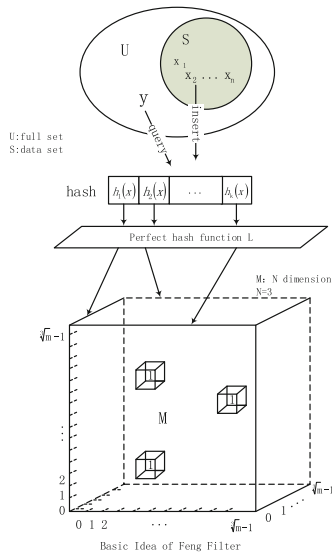 U
S
x₁
x₂ ... xₙ
y
query
insert
U:full set
S:data set
hash
h₁(x) h₂(x) ... hₖ(x)
Perfect hash function L
M: N dimension
N=3
∛m-1
1
1
M
1
⋮
2
1
0
0 1 2 ... ∛m-1
0 1 ... ∛m-1
Basic Idea of Feng Filter